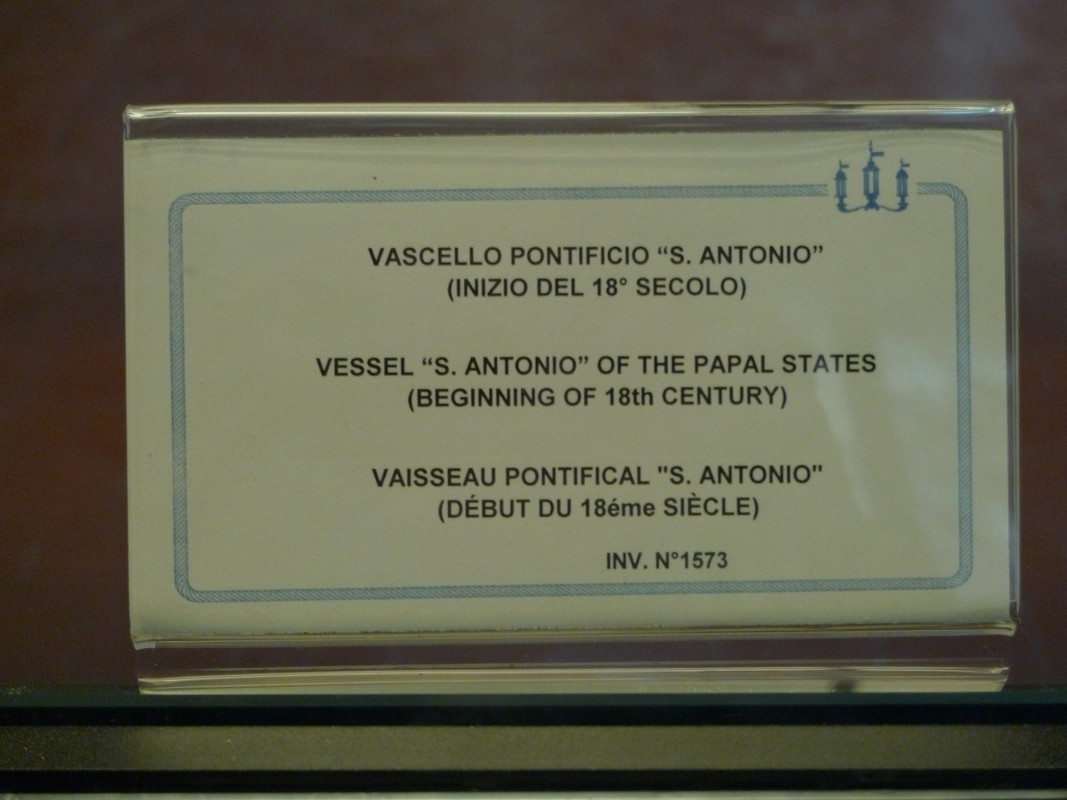 VASCELLO PONTIFICIO “S. ANTONIO”
(INIZIO DEL 18° SECOLO)
VESSEL “S. ANTONIO” OF THE PAPAL STATES
(BEGINNING OF 18th CENTURY)
VAISSEAU PONTIFICAL "S. ANTONIO"
(DÉBUT DU 18éme SIÈCLE)
INV. N°1573